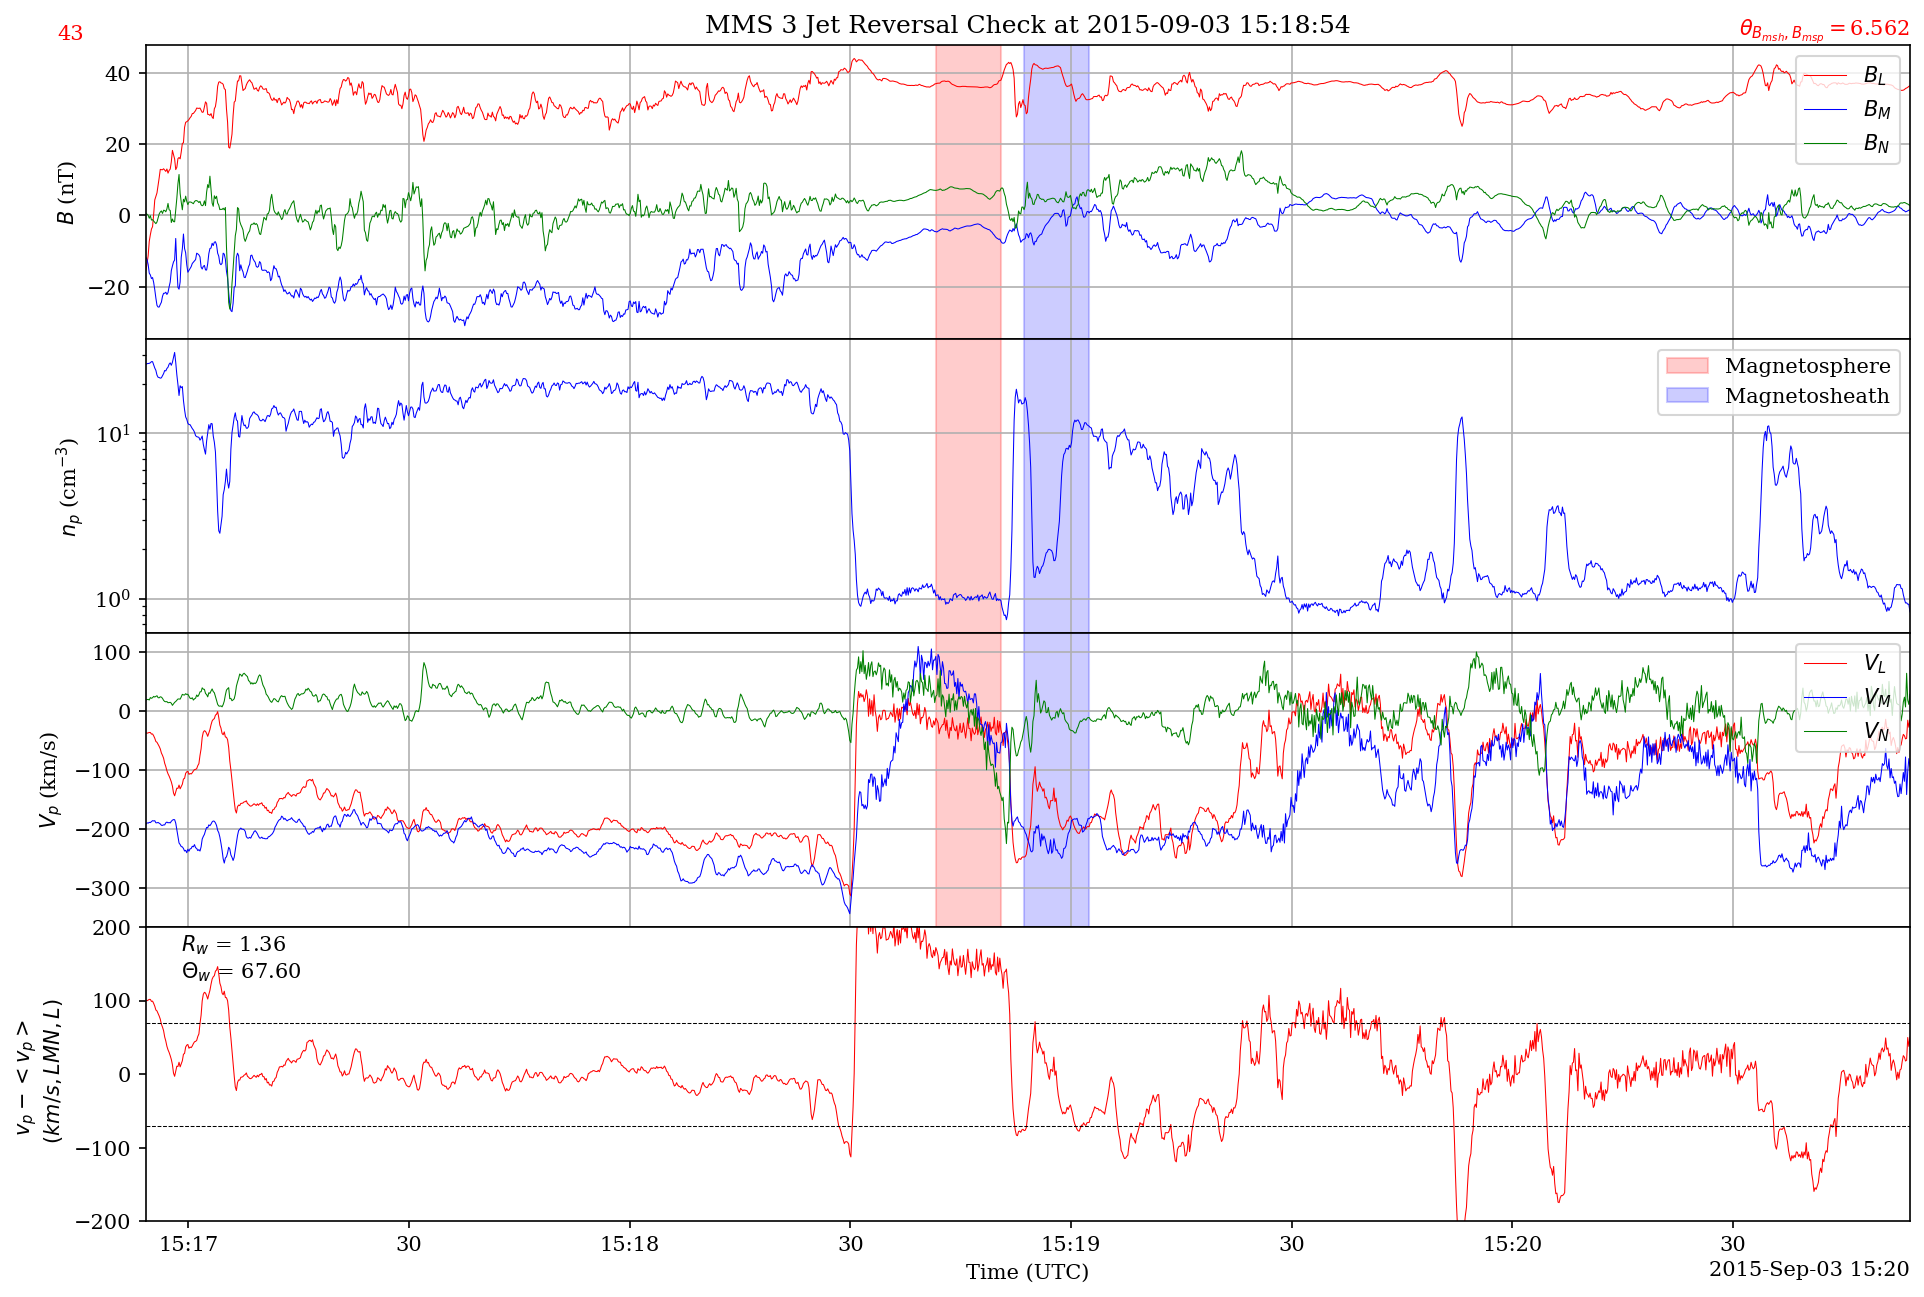 43
MMS 3 Jet Reversal Check at 2015-09-03 15:18:54
θ_{B_{msh}, B_{msp}} = 6.562
40
20
0
−20
B (nT)
B_L
B_M
B_N
10^1
10^0
n_p (cm^{−3})
Magnetosphere
Magnetosheath
100
0
−100
−200
−300
V_p (km/s)
V_L
V_M
V_N
200
100
0
−100
−200
v_p − <v_p>
(km/s, LMN, L)
R_w = 1.36
Θ_w = 67.60
15:17 30 15:18 30 15:19 30 15:20 30
Time (UTC)
2015-Sep-03 15:20